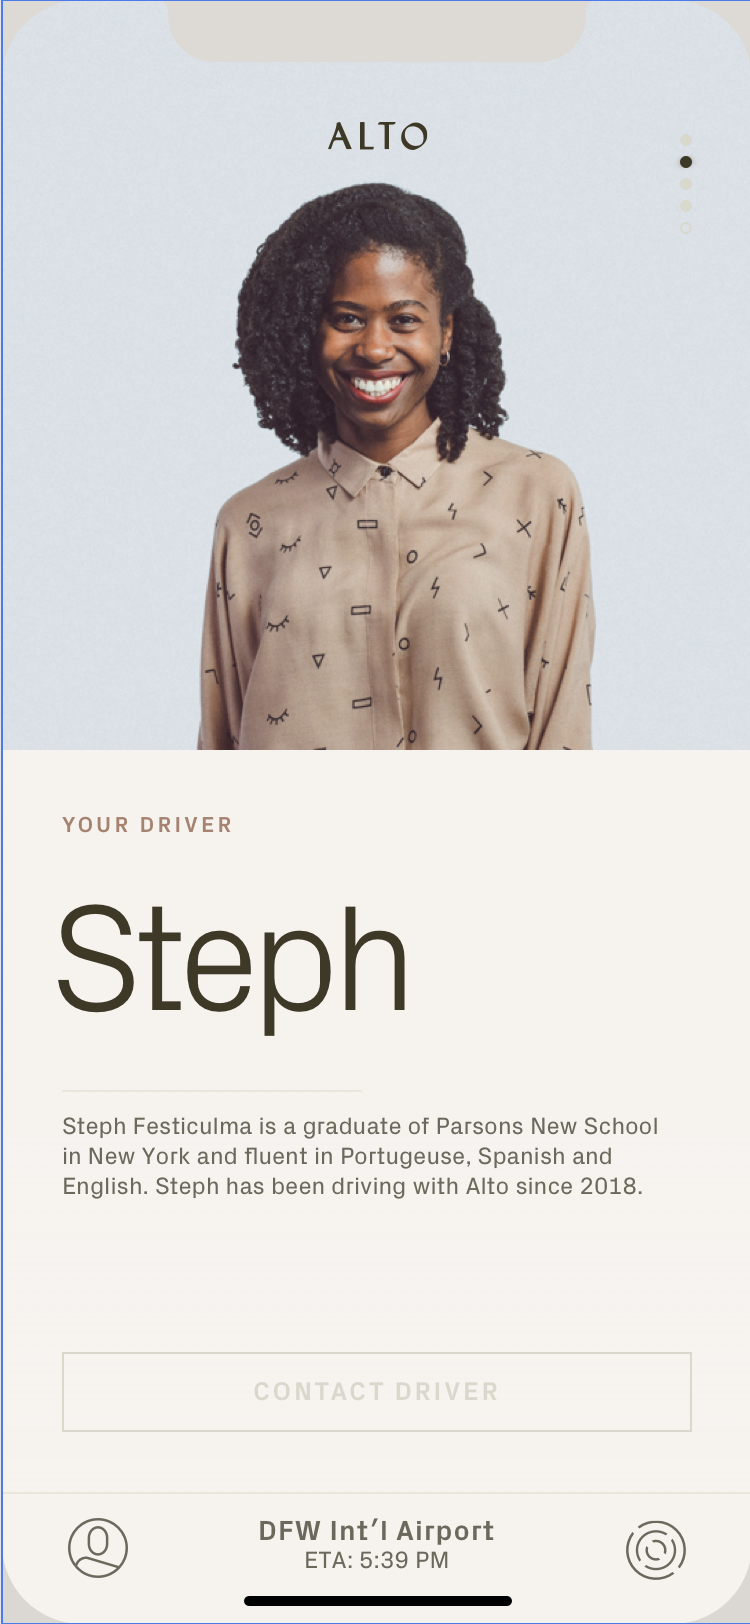 ALTO
YOUR DRIVER
Steph
Steph Festiculma is a graduate of Parsons New School
in New York and fluent in Portugeuse, Spanish and
English. Steph has been driving with Alto since 2018.
CONTACT DRIVER
DFW Int′l Airport
ETA: 5:39 PM